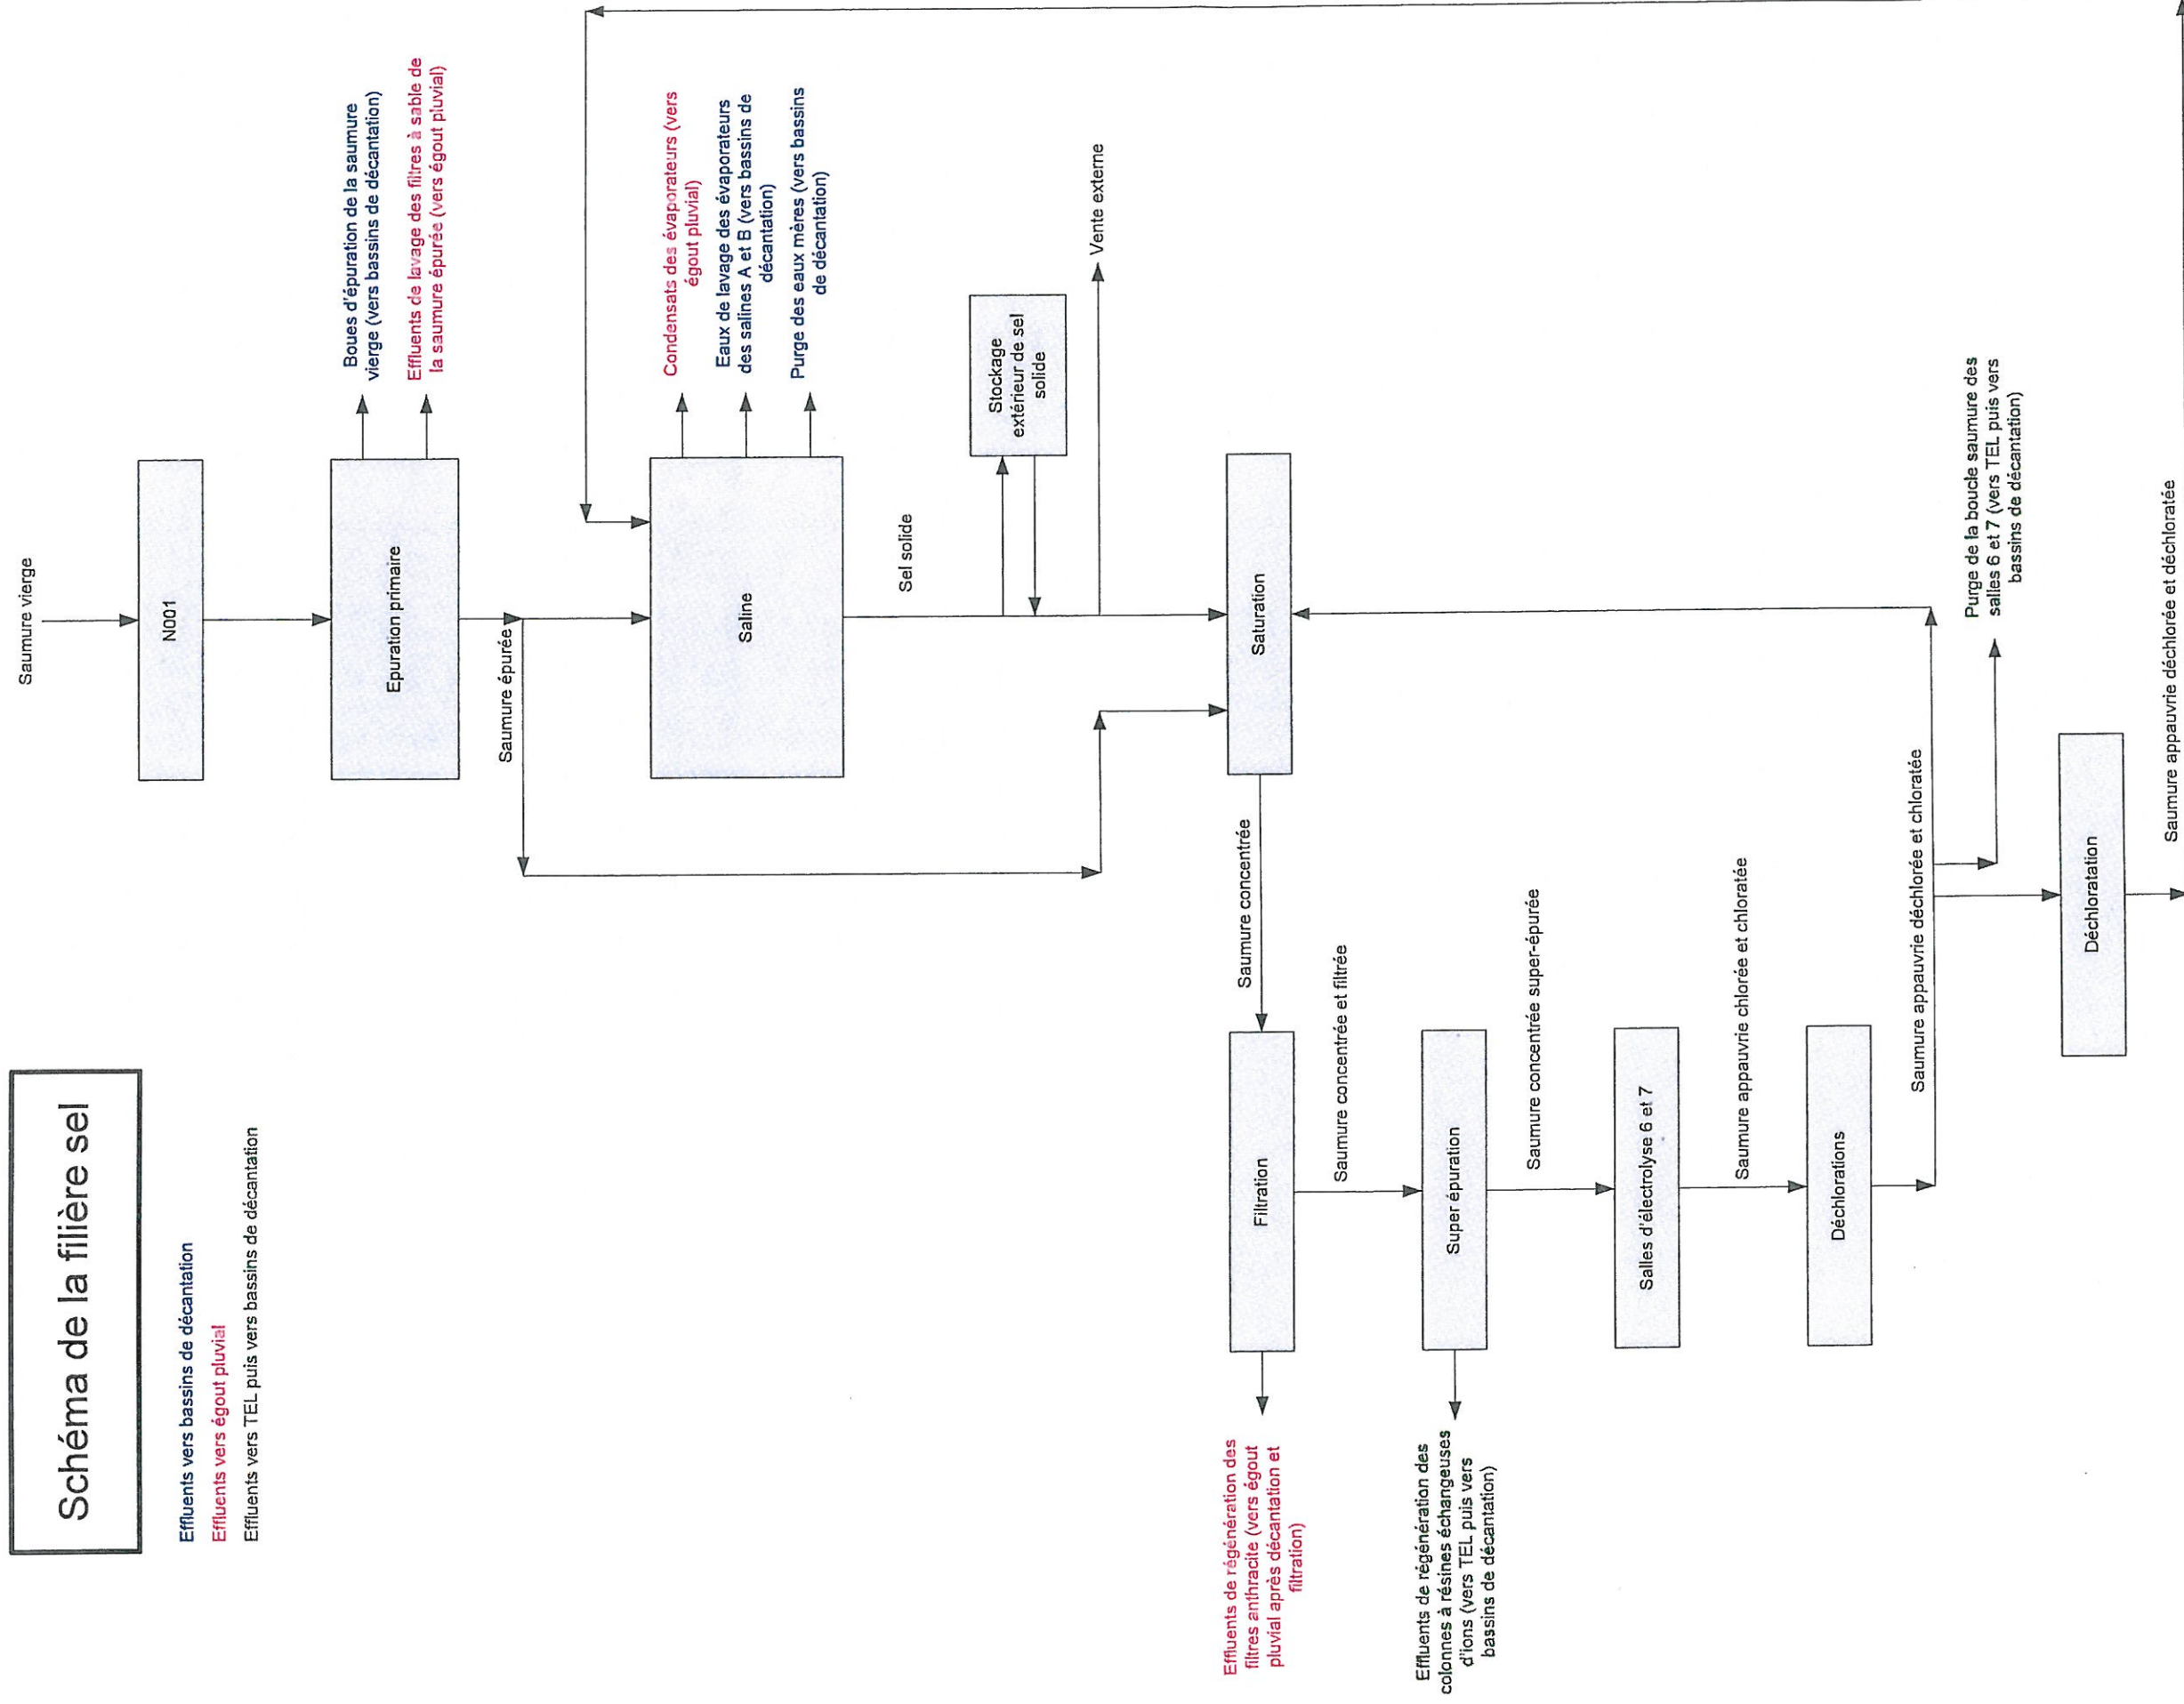 Schéma de la filière sel
Effluents vers bassins de décantation
Effluents vers égout pluvial
Effluents vers TEL puis vers bassins de décantation
Saumure vierge
N001
Epuration primaire
Boues d'épuration de la saumure
vierge (vers bassins de décantation)
Effluents de lavage des filtres à sable de
la saumure épurée (vers égout pluvial)
Saumure épurée
Saline
Condensats des évaporateurs (vers
égout pluvial)
Eaux de lavage des évaporateurs
des salines A et B (vers bassins de
décantation)
Purge des eaux mères (vers bassins
de décantation)
Sel solide
Stockage
extérieur de sel
solide
Vente externe
Saturation
Saumure concentrée
Filtration
Effluents de régénération des
filtres anthracite (vers égout
pluvial après décantation et
filtration)
Saumure concentrée et filtrée
Super épuration
Effluents de régénération des
colonnes à résines échangeuses
d'ions (vers TEL puis vers
bassins de décantation)
Saumure concentrée super-épurée
Salles d'électrolyse 6 et 7
Saumure appauvrie chlorée et chloratée
Déchlorations
Saumure appauvrie déchlorée et chloratée
Purge de la boucle saumure des
salles 6 et 7 (vers TEL puis vers
bassins de décantation)
Déchloratation
Saumure appauvrie déchlorée et déchloratée